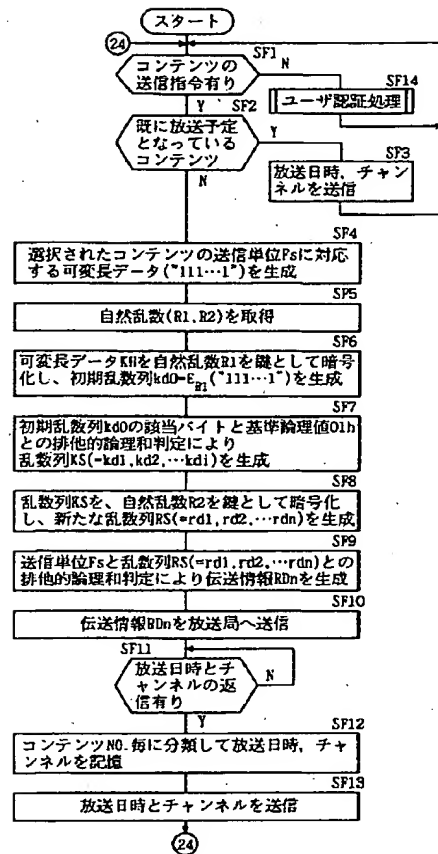 スタート
24
SF1
コンテンツの
送信指令有り
N
SF14
ユーザ認証処理
Y
SF2
既に放送予定
となっている
コンテンツ
Y
SF3
放送日時,チャ
ンネルを送信
N
SF4
選択されたコンテンツの送信単位Fsに対応
する可変長データ("111…1")を生成
SF5
自然乱数(R1,R2)を取得
SF6
可変長データKHを自然乱数R1を鍵として暗号
化し、初期乱数列kd0=E_R1("111…1")を生成
SF7
初期乱数列kd0の該当バイトと基準論理値01h
との排他的論理和判定により
乱数列KS(=kd1,kd2,…kdi)を生成
SF8
乱数列KSを、自然乱数R2を鍵として暗号化
し、新たな乱数列RS(=rd1,rd2,…rdn)を生成
SF9
送信単位Fsと乱数列RS(=rd1,rd2,…rdn)との
排他的論理和判定により伝送情報RDnを生成
SF10
伝送情報RDnを放送局へ送信
SF11
放送日時とチ
ャンネルの返
信有り
N
Y
SF12
コンテンツNO.毎に分類して放送日時,チャ
ンネルを記憶
SF13
放送日時とチャンネルを送信
24